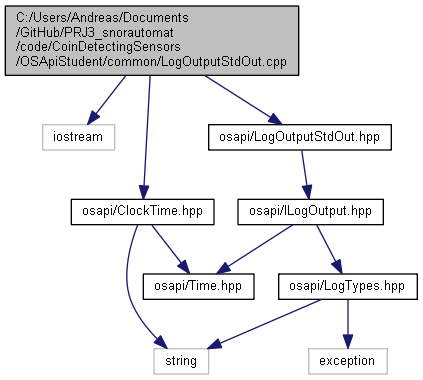 C:/Users/Andreas/Documents
/GitHub/PRJ3_snorautomat
/code/CoinDetectingSensors
/OSApiStudent/common/LogOutputStdOut.cpp
iostream
osapi/LogOutputStdOut.hpp
osapi/ClockTime.hpp
osapi/ILogOutput.hpp
osapi/Time.hpp
osapi/LogTypes.hpp
string
exception